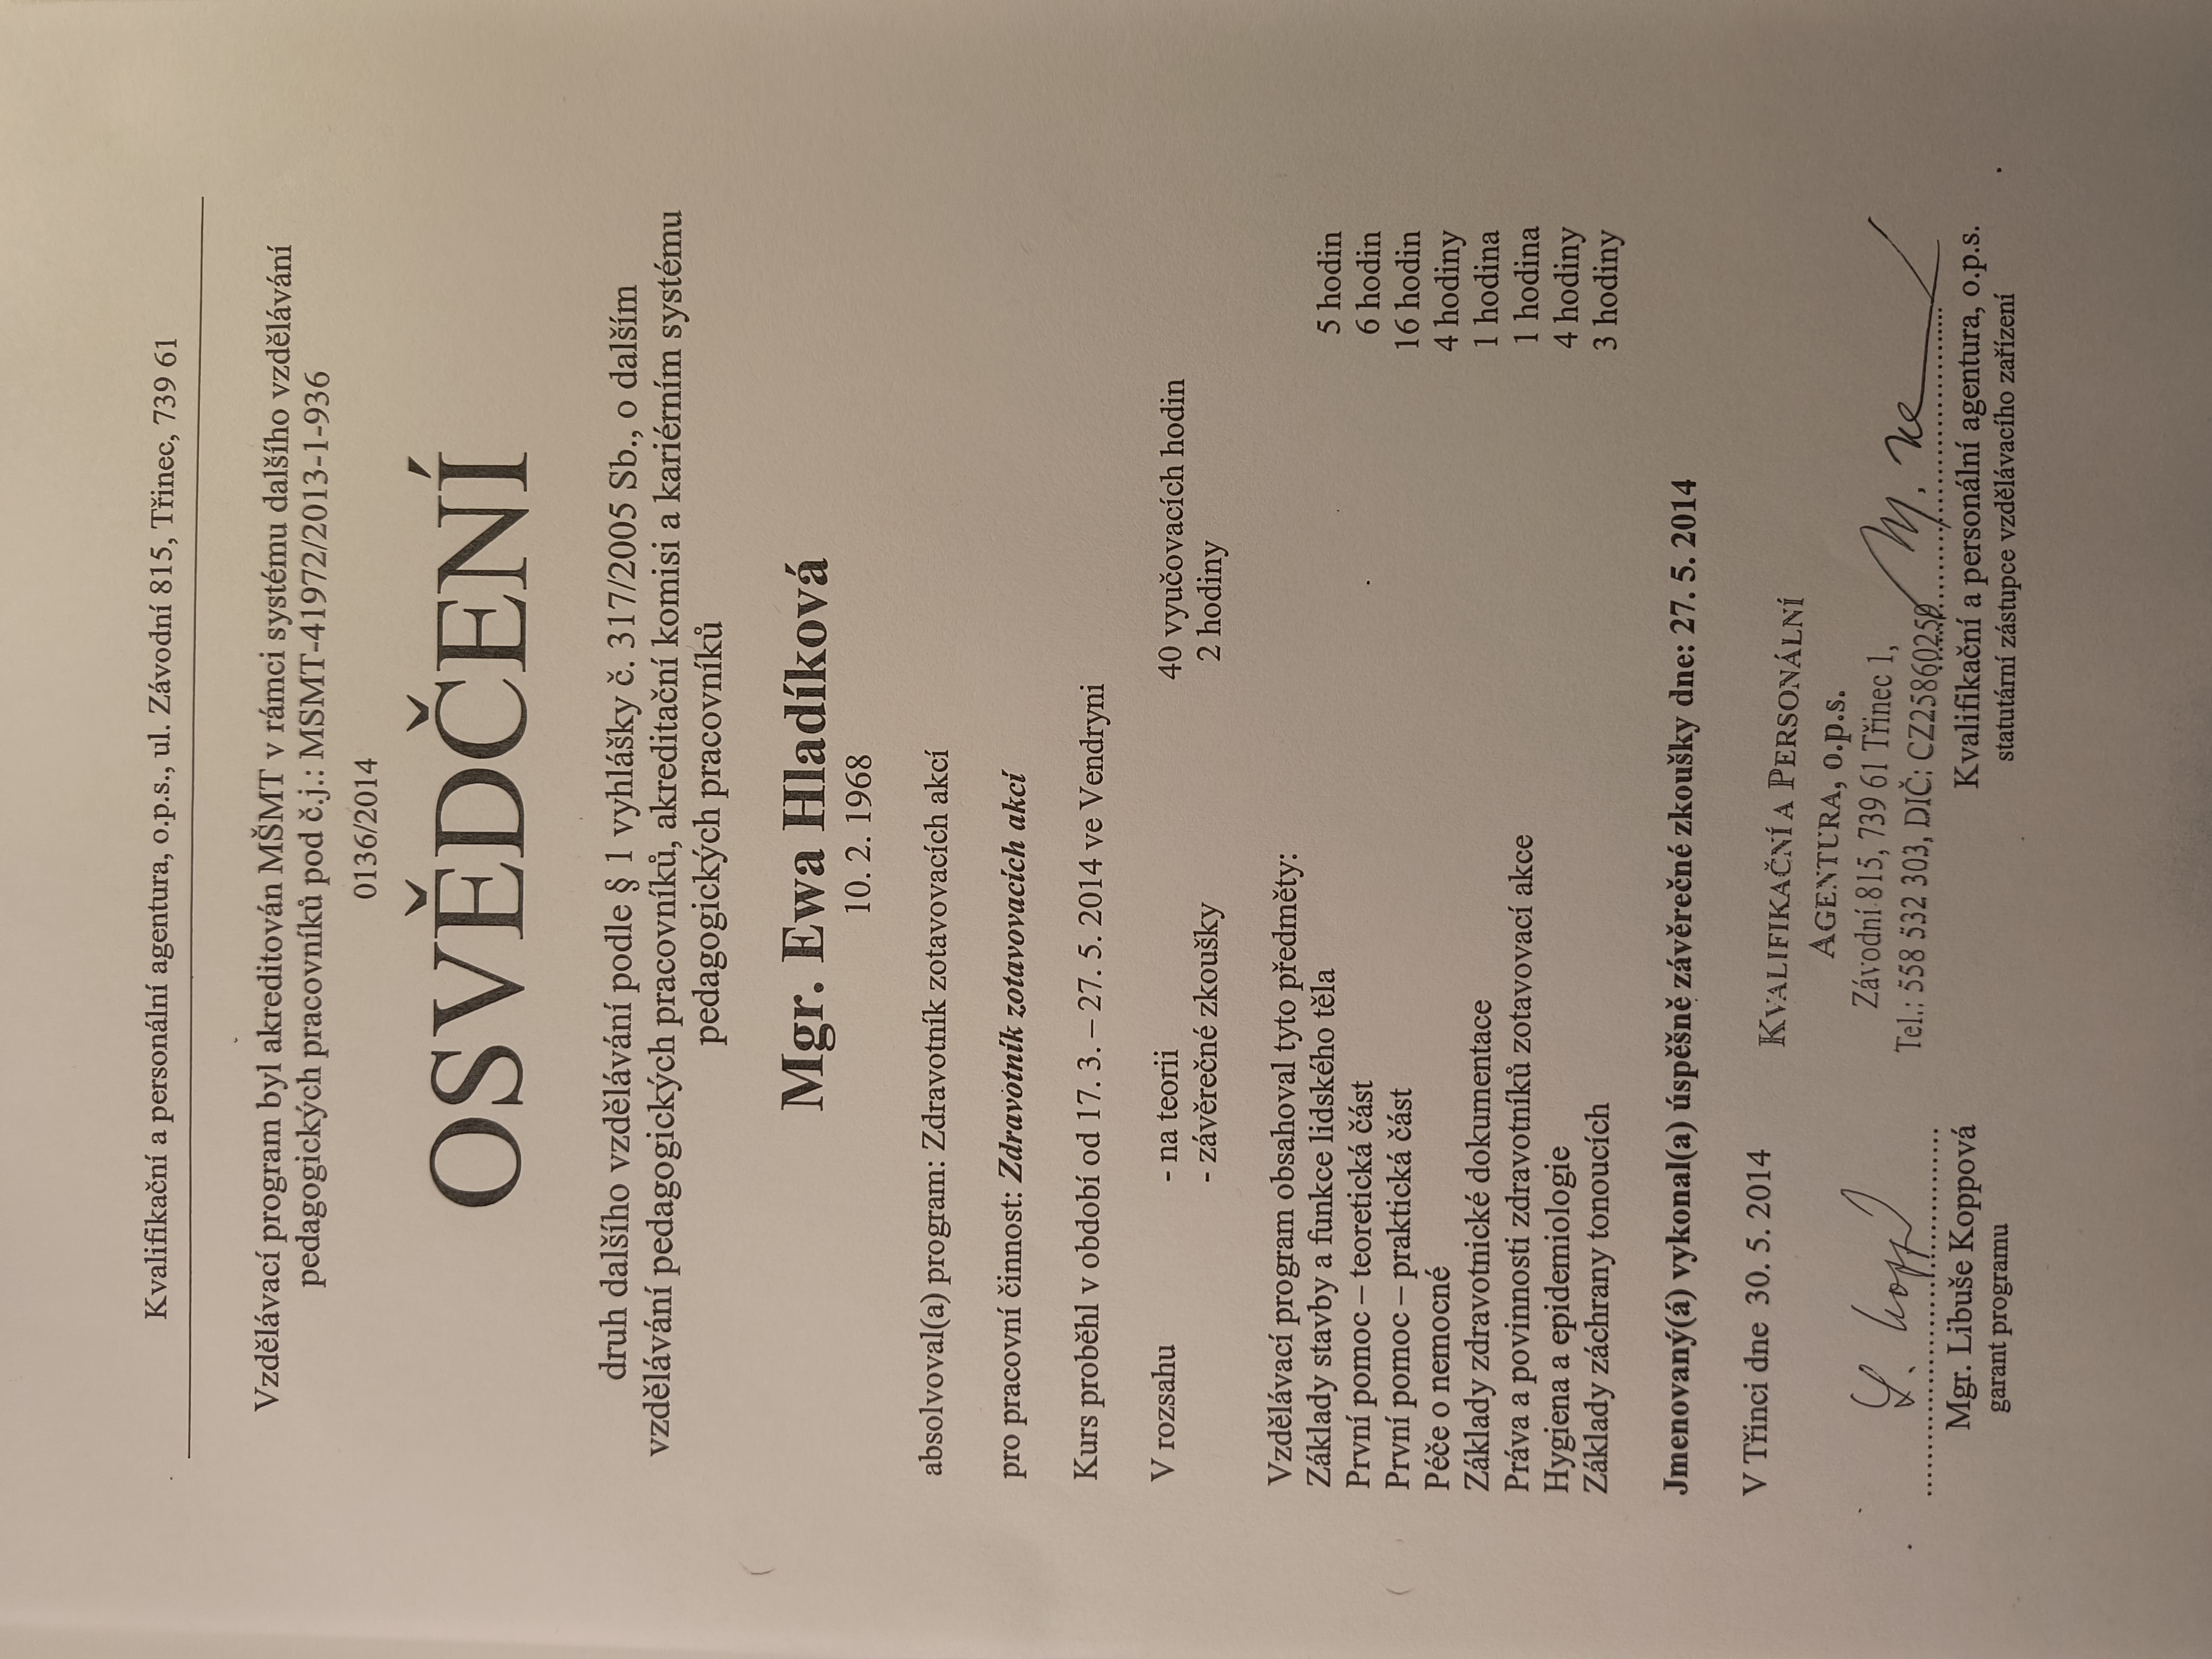 Kvalifikační a personální agentura, o.p.s., ul. Závodní 815, Třinec, 739 61
Vzdělávací program byl akreditován MŠMT v rámci systému dalšího vzdělávání
pedagogických pracovníků pod č.j.: MSMT-41972/2013-1-936
0136/2014
OSVĚDČENÍ
druh dalšího vzdělávání podle § 1 vyhlášky č. 317/2005 Sb., o dalším
vzdělávání pedagogických pracovníků, akreditační komisi a kariérním systému
pedagogických pracovníků
Mgr. Ewa Hladíková
10. 2. 1968
absolvoval(a) program: Zdravotník zotavovacích akcí
pro pracovní činnost: Zdravotník zotavovacích akcí
Kurs proběhl v období od 17. 3. – 27. 5. 2014 ve Vendryni
V rozsahu - na teorii 40 vyučovacích hodin
- závěrečné zkoušky 2 hodiny
Vzdělávací program obsahoval tyto předměty:
Základy stavby a funkce lidského těla 5 hodin
První pomoc – teoretická část 6 hodin
První pomoc – praktická část 16 hodin
Péče o nemocné 4 hodiny
Základy zdravotnické dokumentace 1 hodina
Práva a povinnosti zdravotníků zotavovací akce 1 hodina
Hygiena a epidemiologie 4 hodiny
Základy záchrany tonoucích 3 hodiny
Jmenovaný(á) vykonal(a) úspěšně závěrečné zkoušky dne: 27. 5. 2014
V Třinci dne 30. 5. 2014
KVALIFIKAČNÍ A PERSONÁLNÍ
AGENTURA, o.p.s.
Závodní 815, 739 61 Třinec 1,
Tel.: 558 532 303, DIČ: CZ25860259
Mgr. Libuše Koppová
garant programu
Kvalifikační a personální agentura, o.p.s.
statutární zástupce vzdělávacího zařízení